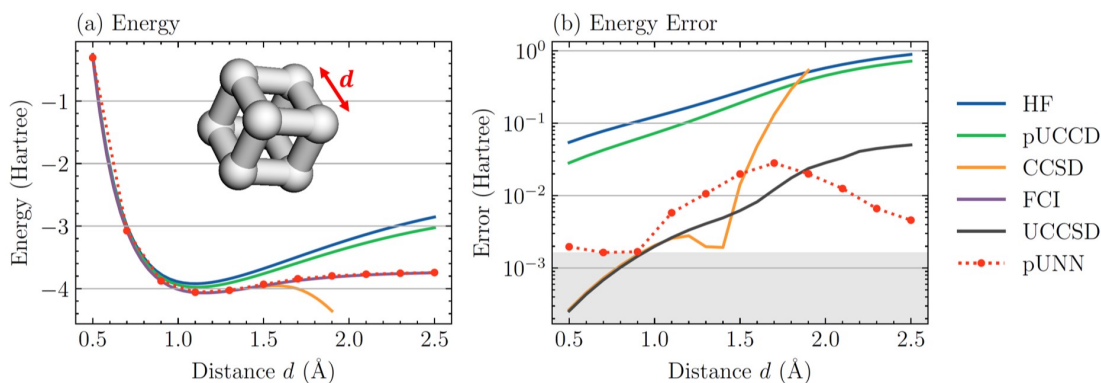 (a) Energy
Energy (Hartree)
−1
−2
−3
−4
d
0.5 1.0 1.5 2.0 2.5
Distance d (Å)
(b) Energy Error
Error (Hartree)
10⁰
10⁻¹
10⁻²
10⁻³
0.5 1.0 1.5 2.0 2.5
Distance d (Å)
HF
pUCCD
CCSD
FCI
UCCSD
pUNN